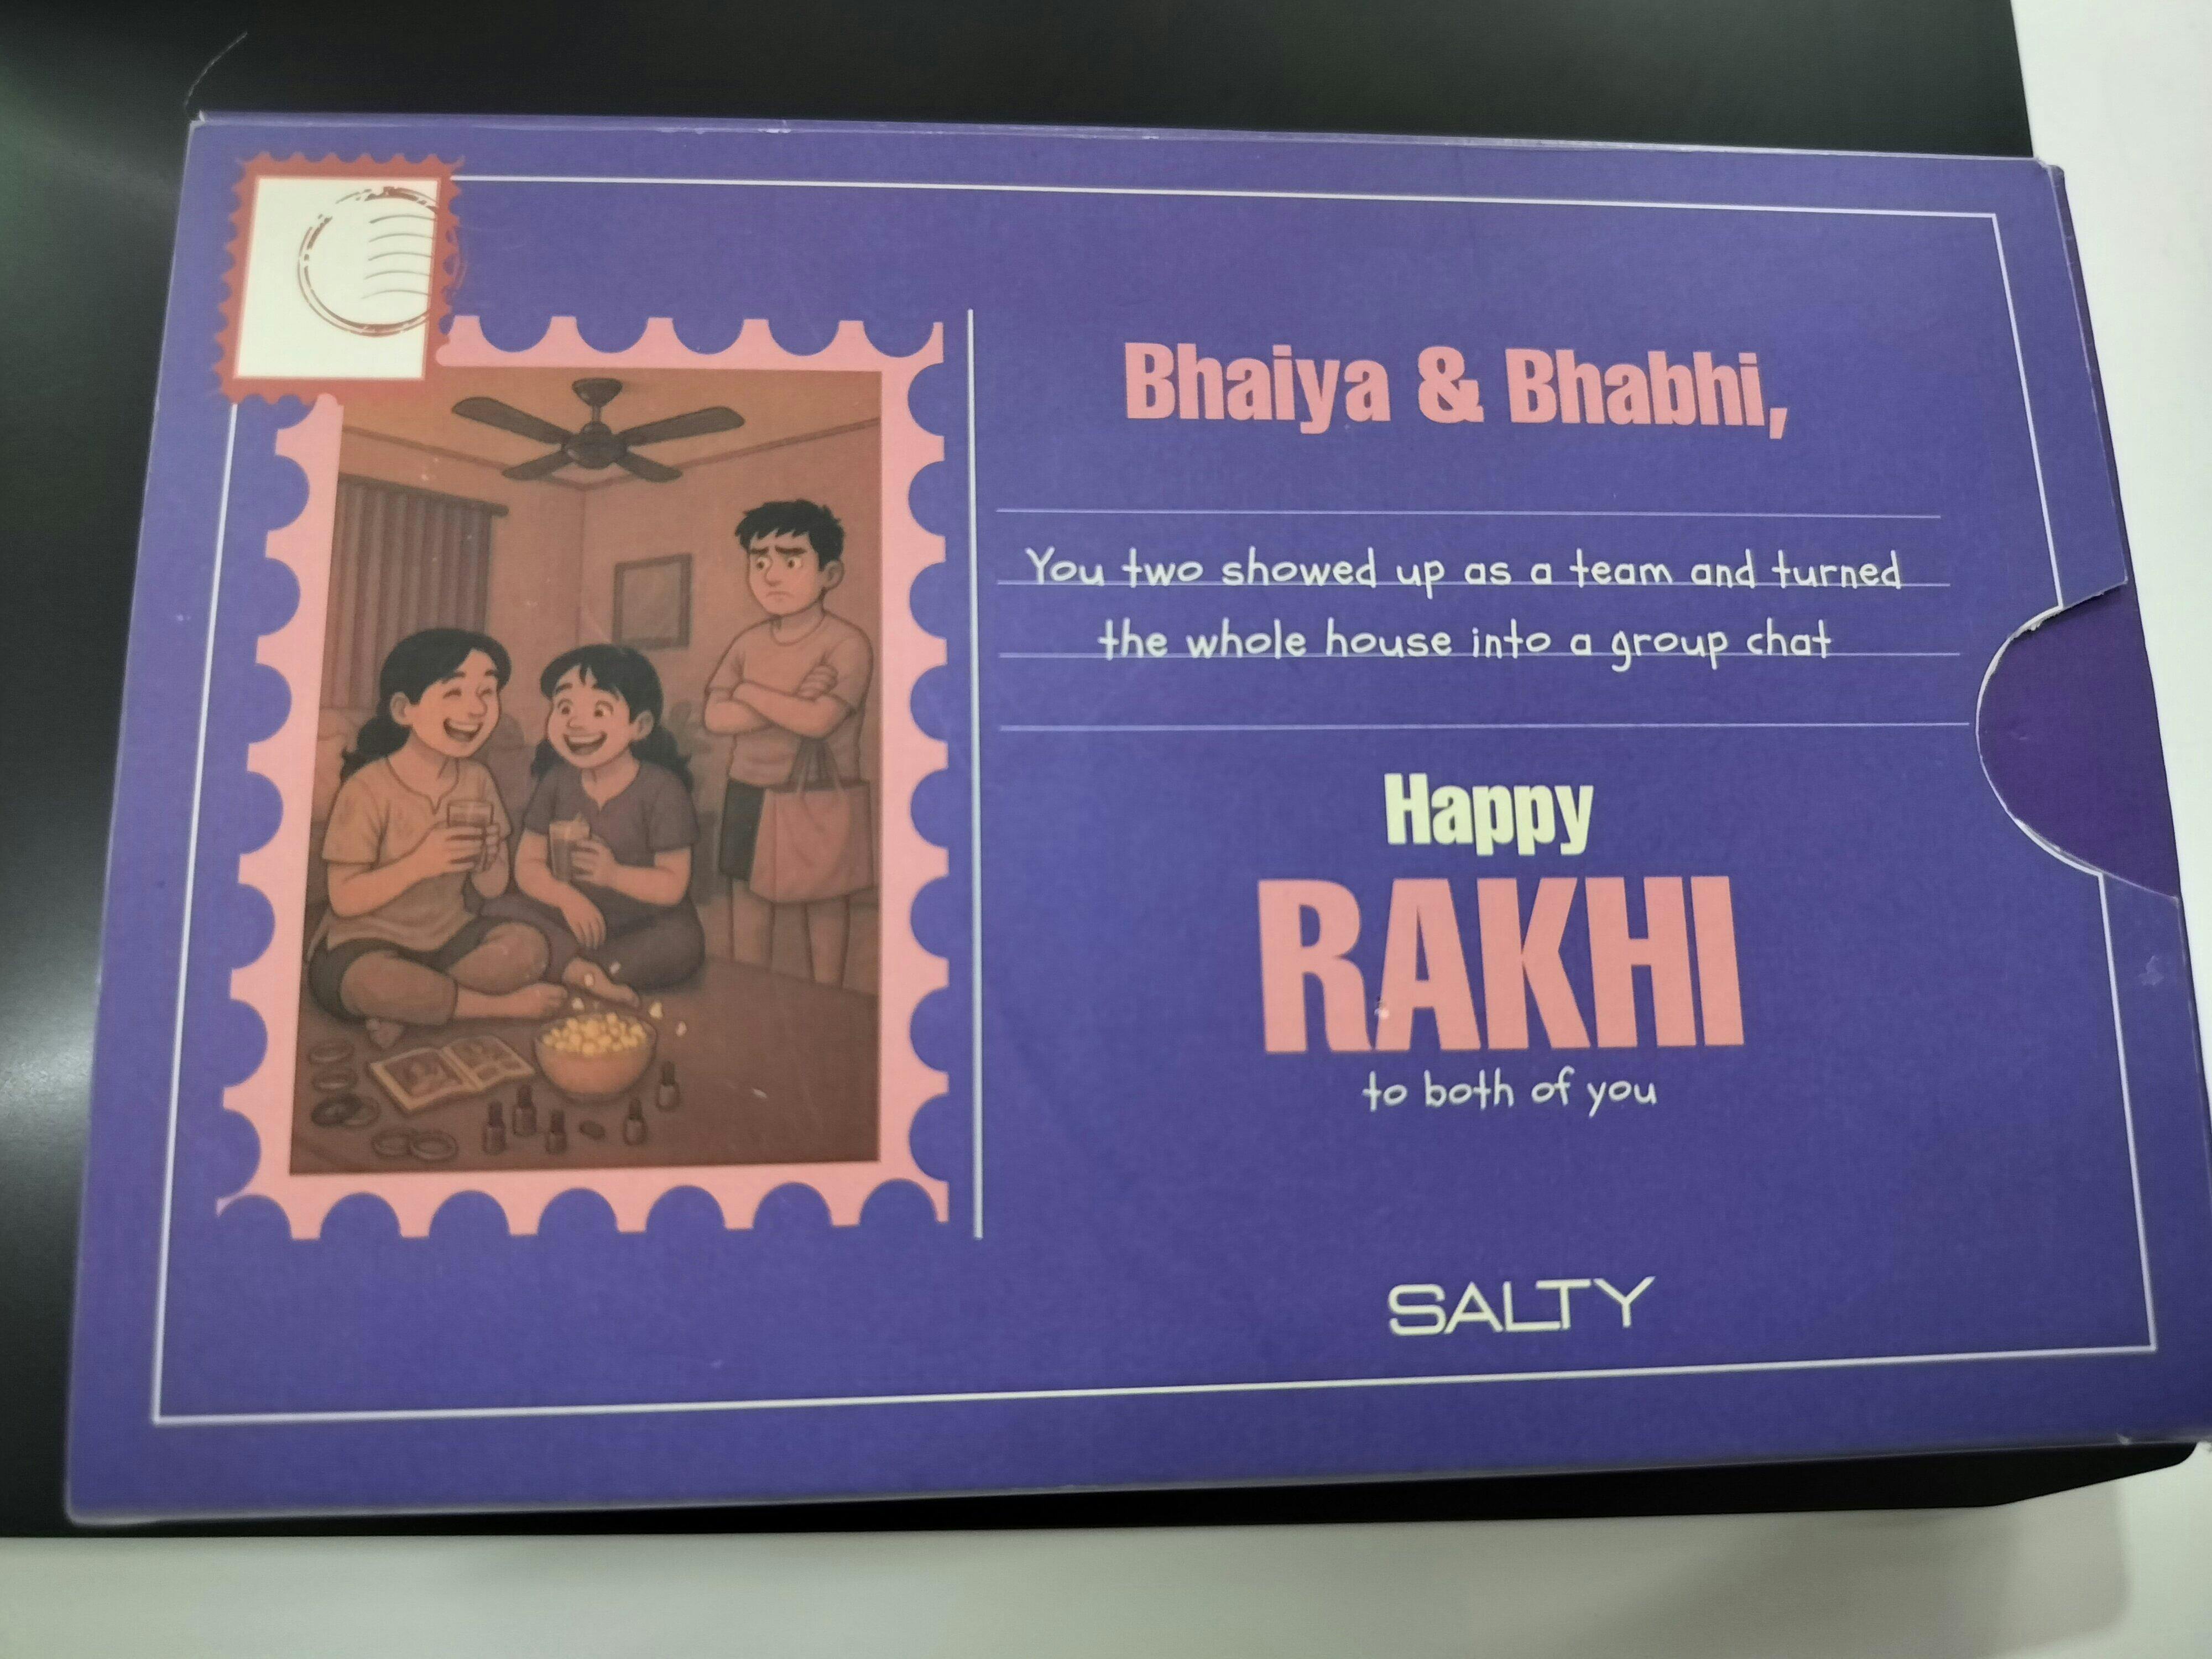 Bhaiya & Bhabhi,
You two showed up as a team and turned
the whole house into a group chat
Happy
RAKHI
to both of you
SALTY